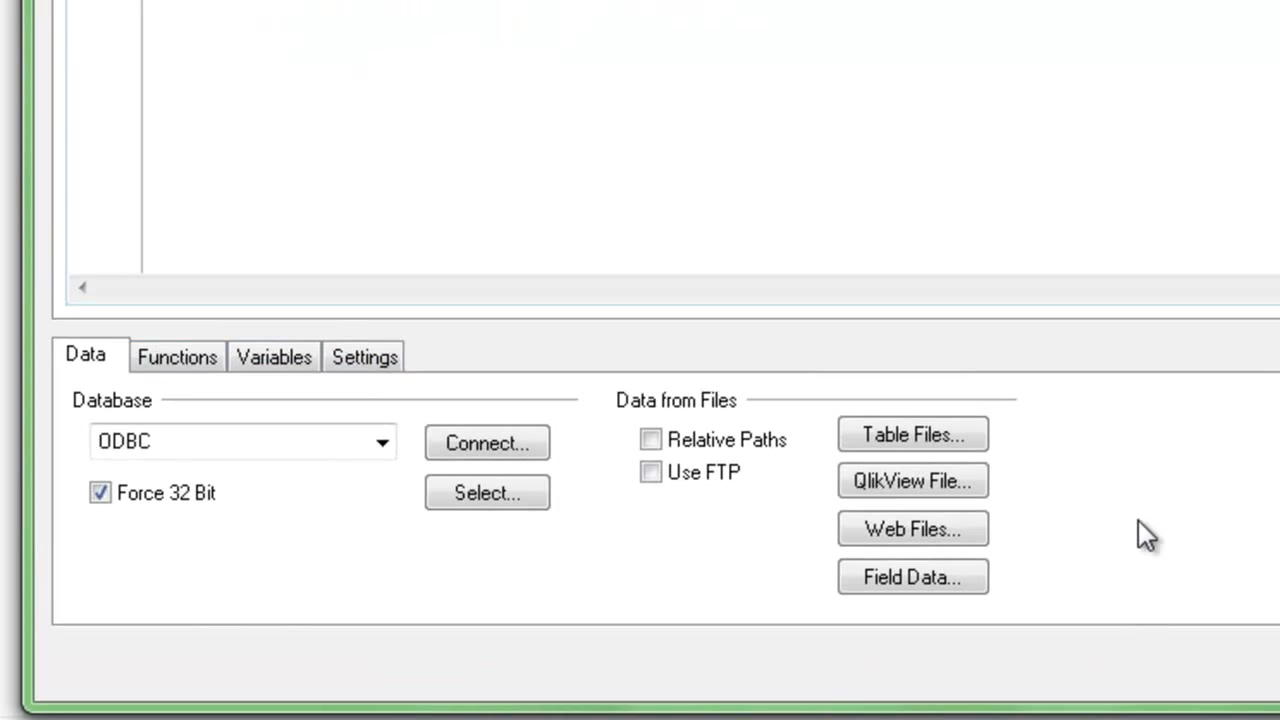 Data Functions Variables Settings
Database
Data from Files
ODBC
Connect...
Relative Paths
Table Files...
Force 32 Bit
Select...
Use FTP
QlikView File...
Web Files...
Field Data...